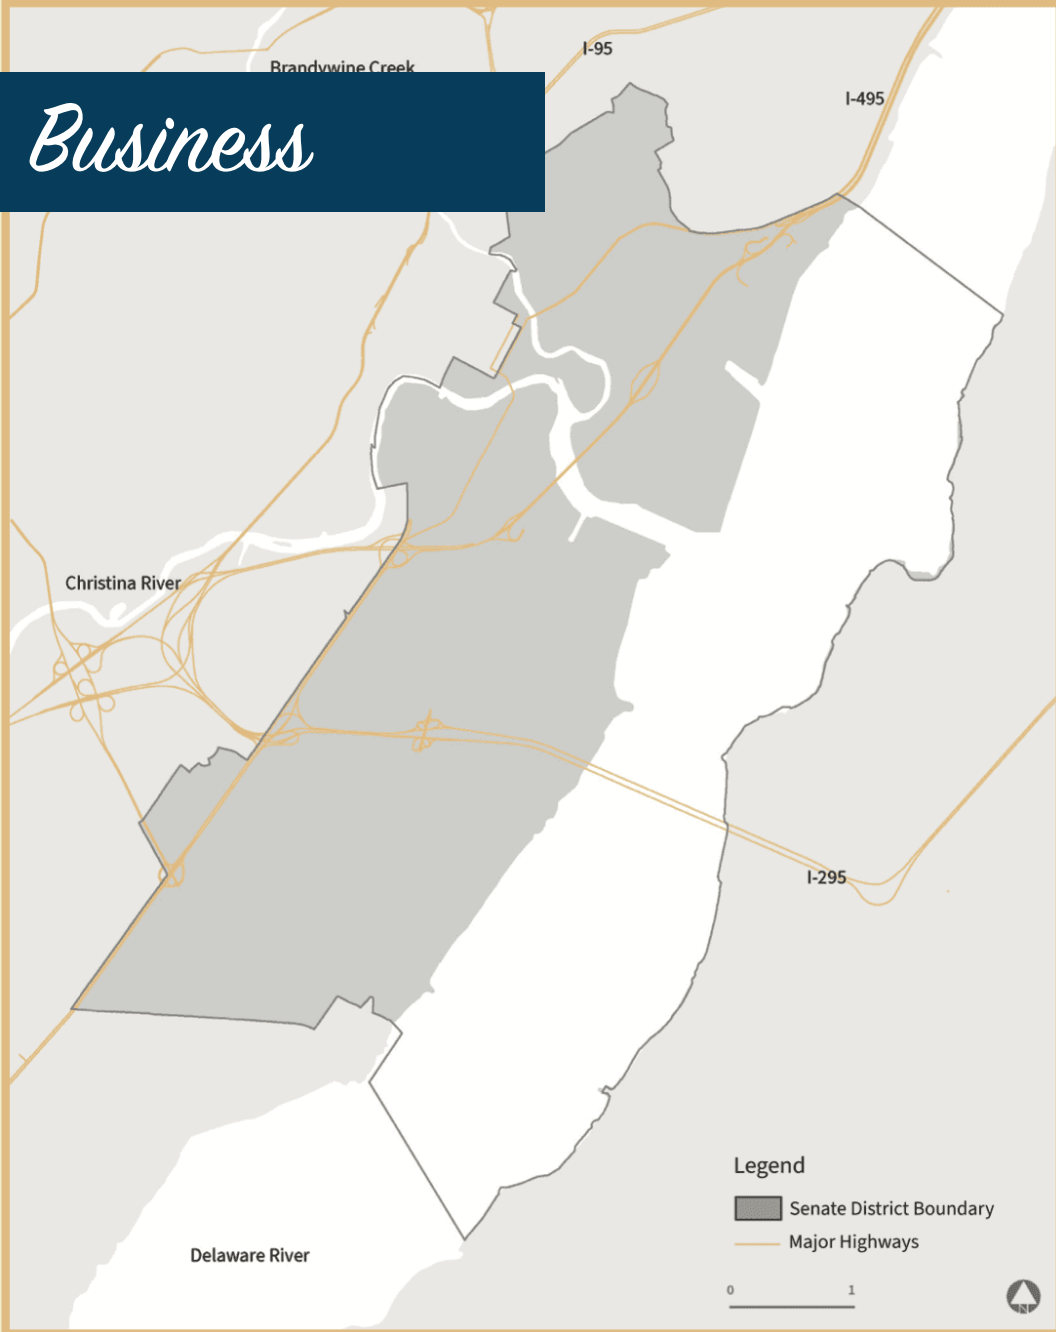 I-95
Brandywine Creek
I-495
Business
Christina River
I-295
Legend
Senate District Boundary
Major Highways
Delaware River
0 1
N